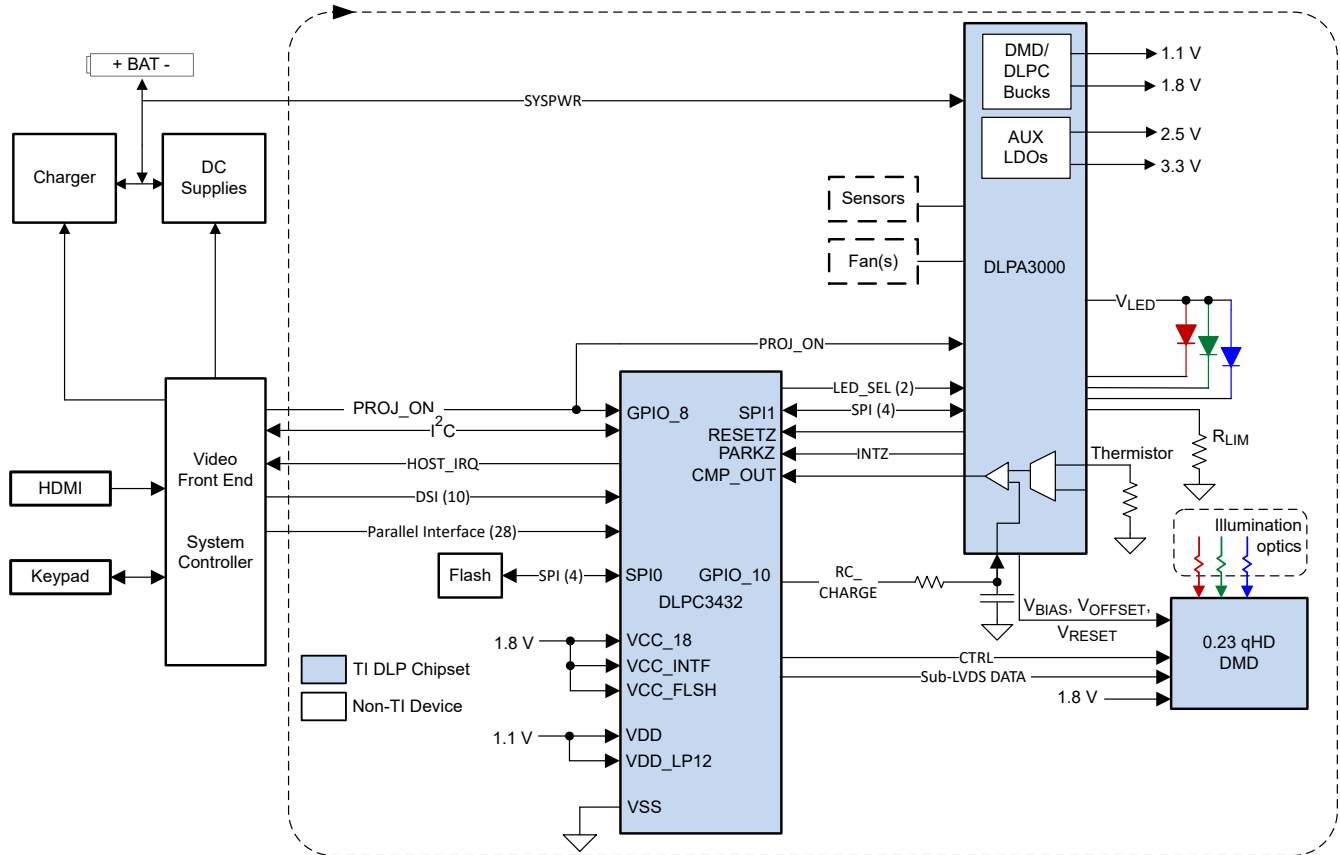 + BAT -
SYSPWR
Charger
DC
Supplies
DMD/
DLPC
Bucks
1.1 V
1.8 V
AUX
LDOs
2.5 V
3.3 V
Sensors
Fan(s)
DLPA3000
VLED
PROJ_ON
LED_SEL (2)
PROJ_ON
GPIO_8
SPI1
SPI (4)
I2C
RESETZ
RLIM
Video
Front End
HOST_IRQ
PARKZ
INTZ
Thermistor
CMP_OUT
HDMI
DSI (10)
Parallel Interface (28)
System
Controller
Illumination
optics
Keypad
Flash
SPI (4)
SPI0
GPIO_10
RC_
CHARGE
DLPC3432
VBIAS, VOFFSET,
VRESET
1.8 V
VCC_18
VCC_INTF
VCC_FLSH
CTRL
Sub-LVDS DATA
0.23 qHD
DMD
1.8 V
TI DLP Chipset
Non-TI Device
1.1 V
VDD
VDD_LP12
VSS